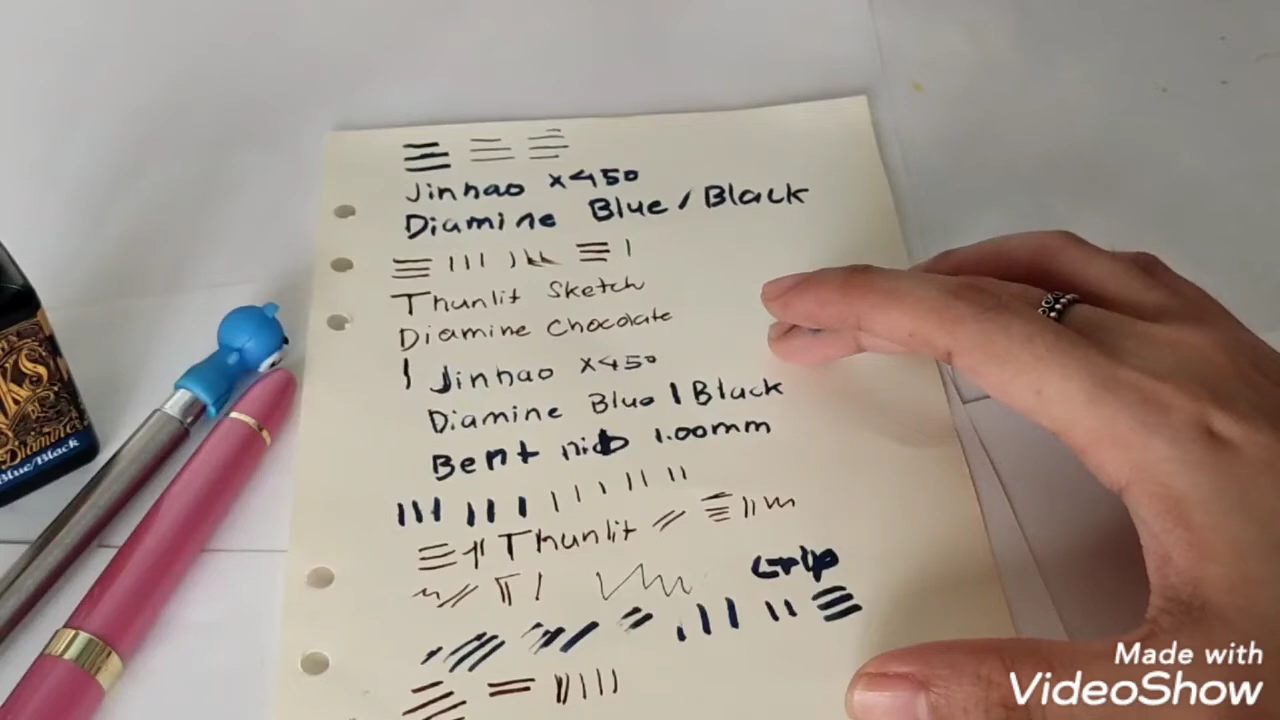 Jinhao x450
Diamine Blue/Black
Thunlit Sketch
Diamine Chocolate
Jinhao x450
Diamine Blue/Black
Bent nib 1.00mm
Thunlit
Diamine
Blue/Black
Made with
VideoShow